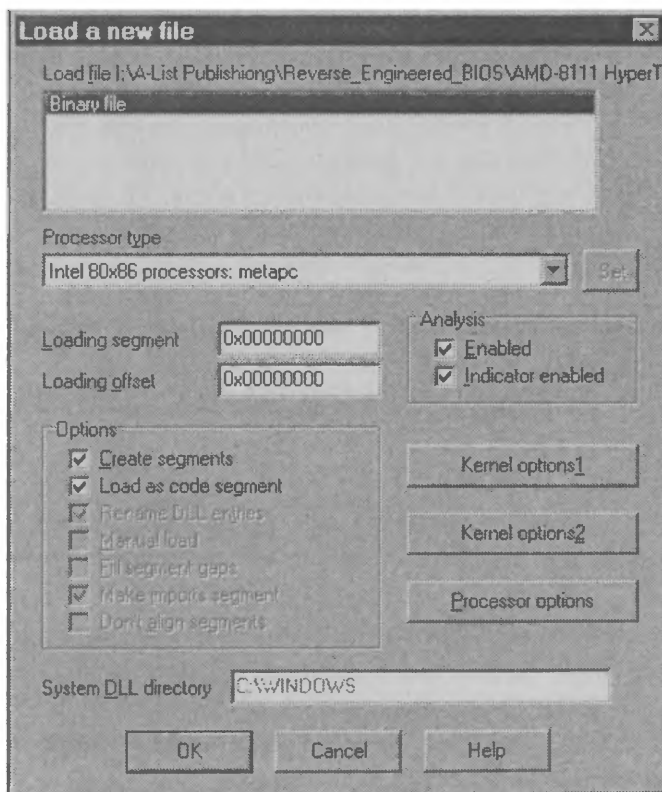 Load a new file
Load file I:\A-List Publishiong\Reverse_Engineered_BIOS\AMD-8111 HyperT
Binary file
Processor type
Intel 80x86 processors: metapc
Set
Loading segment
0x00000000
Loading offset
0x00000000
Analysis
Enabled
Indicator enabled
Options
Create segments
Load as code segment
Rename DLL entries
Manual load
Fill segment gaps
Make imports segment
Don't align segments
Kernel options1
Kernel options2
Processor options
System DLL directory
C:\WINDOWS
OK
Cancel
Help